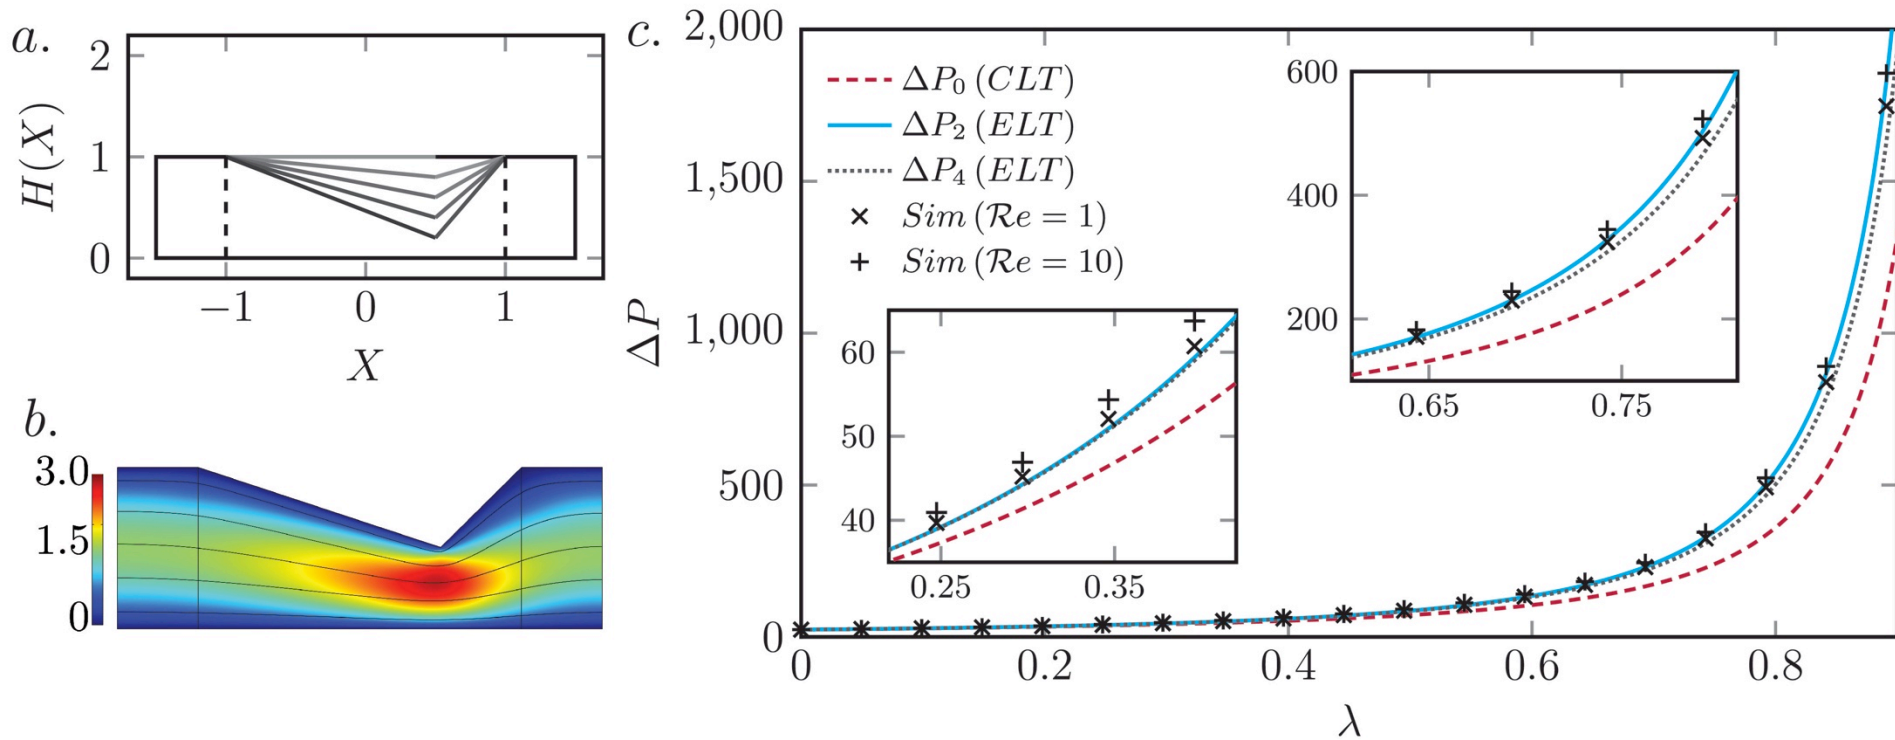 a.
H(X)
2
1
0
−1 0 1
X
b.
3.0
1.5
0
c.
ΔP
2,000
1,500
1,000
500
0
ΔP₀ (CLT)
ΔP₂ (ELT)
ΔP₄ (ELT)
Sim (Re = 1)
Sim (Re = 10)
60
50
40
0.25 0.35
600
400
200
0.65 0.75
0 0.2 0.4 0.6 0.8
λ